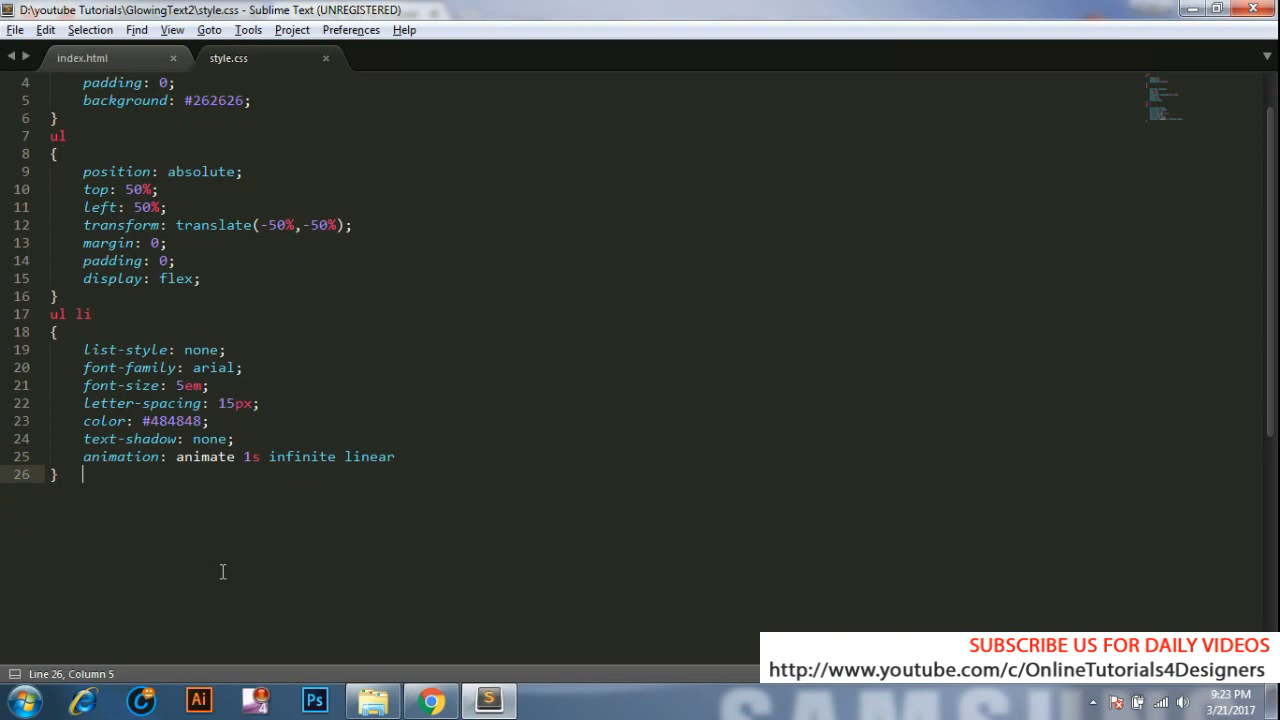 D:\youtube Tutorials\GlowingText2\style.css - Sublime Text (UNREGISTERED)
File Edit Selection Find View Goto Tools Project Preferences Help
index.html × style.css ×
4 padding: 0;
5 background: #262626;
6 }
7 ul
8 {
9 position: absolute;
10 top: 50%;
11 left: 50%;
12 transform: translate(-50%,-50%);
13 margin: 0;
14 padding: 0;
15 display: flex;
16 }
17 ul li
18 {
19 list-style: none;
20 font-family: arial;
21 font-size: 5em;
22 letter-spacing: 15px;
23 color: #484848;
24 text-shadow: none;
25 animation: animate 1s infinite linear
26 }
SUBSCRIBE US FOR DAILY VIDEOS
http://www.youtube.com/c/OnlineTutorials4Designers
Line 26, Column 5
Ai 4 Ps S
9:23 PM
3/21/2017